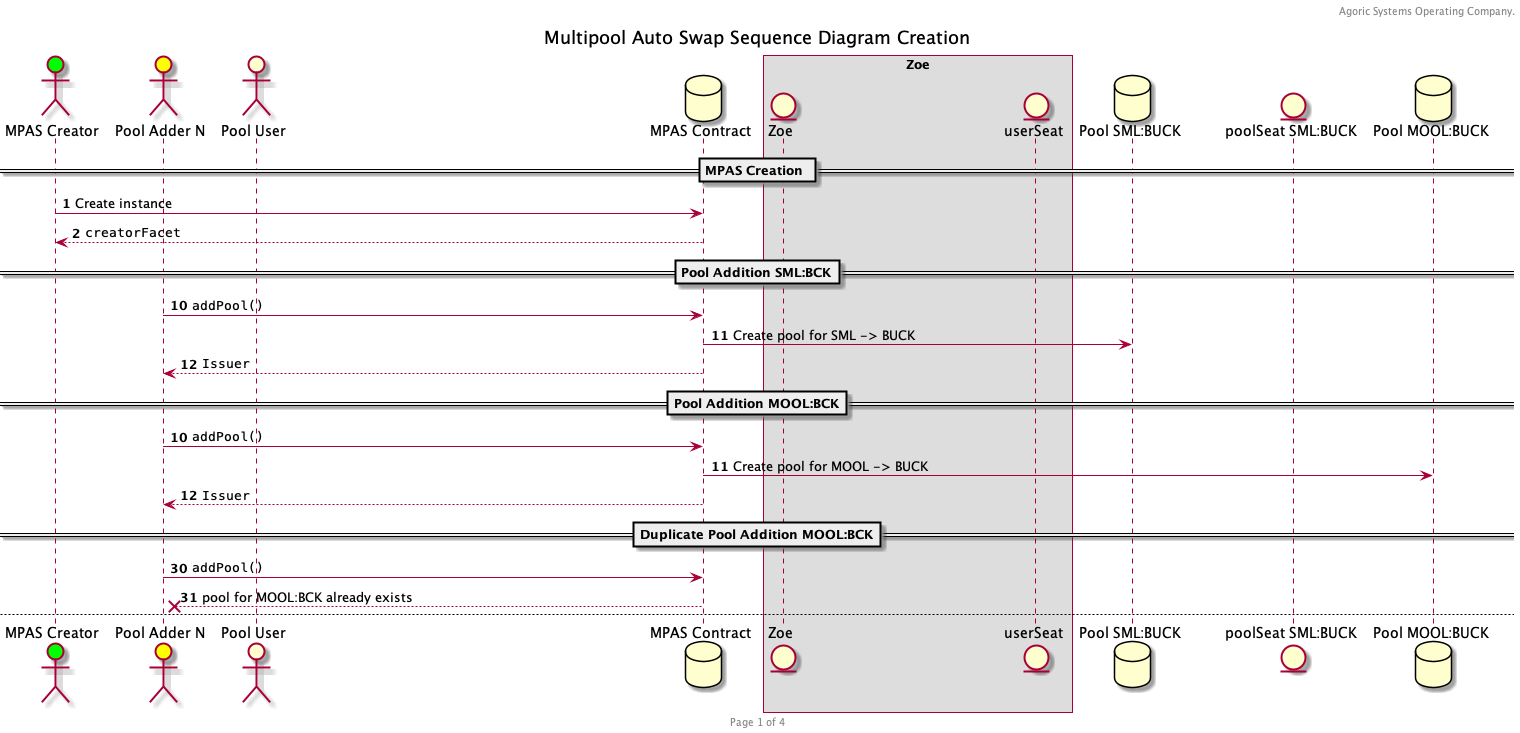 Agoric Systems Operating Company.
Multipool Auto Swap Sequence Diagram Creation
Zoe
MPAS Creator Pool Adder N Pool User MPAS Contract Zoe userSeat Pool SML:BUCK poolSeat SML:BUCK Pool MOOL:BUCK
MPAS Creation
1 Create instance
2 creatorFacet
Pool Addition SML:BCK
10 addPool()
11 Create pool for SML -> BUCK
12 Issuer
Pool Addition MOOL:BCK
10 addPool()
11 Create pool for MOOL -> BUCK
12 Issuer
Duplicate Pool Addition MOOL:BCK
30 addPool()
31 pool for MOOL:BCK already exists
MPAS Creator Pool Adder N Pool User MPAS Contract Zoe userSeat Pool SML:BUCK poolSeat SML:BUCK Pool MOOL:BUCK
Page 1 of 4